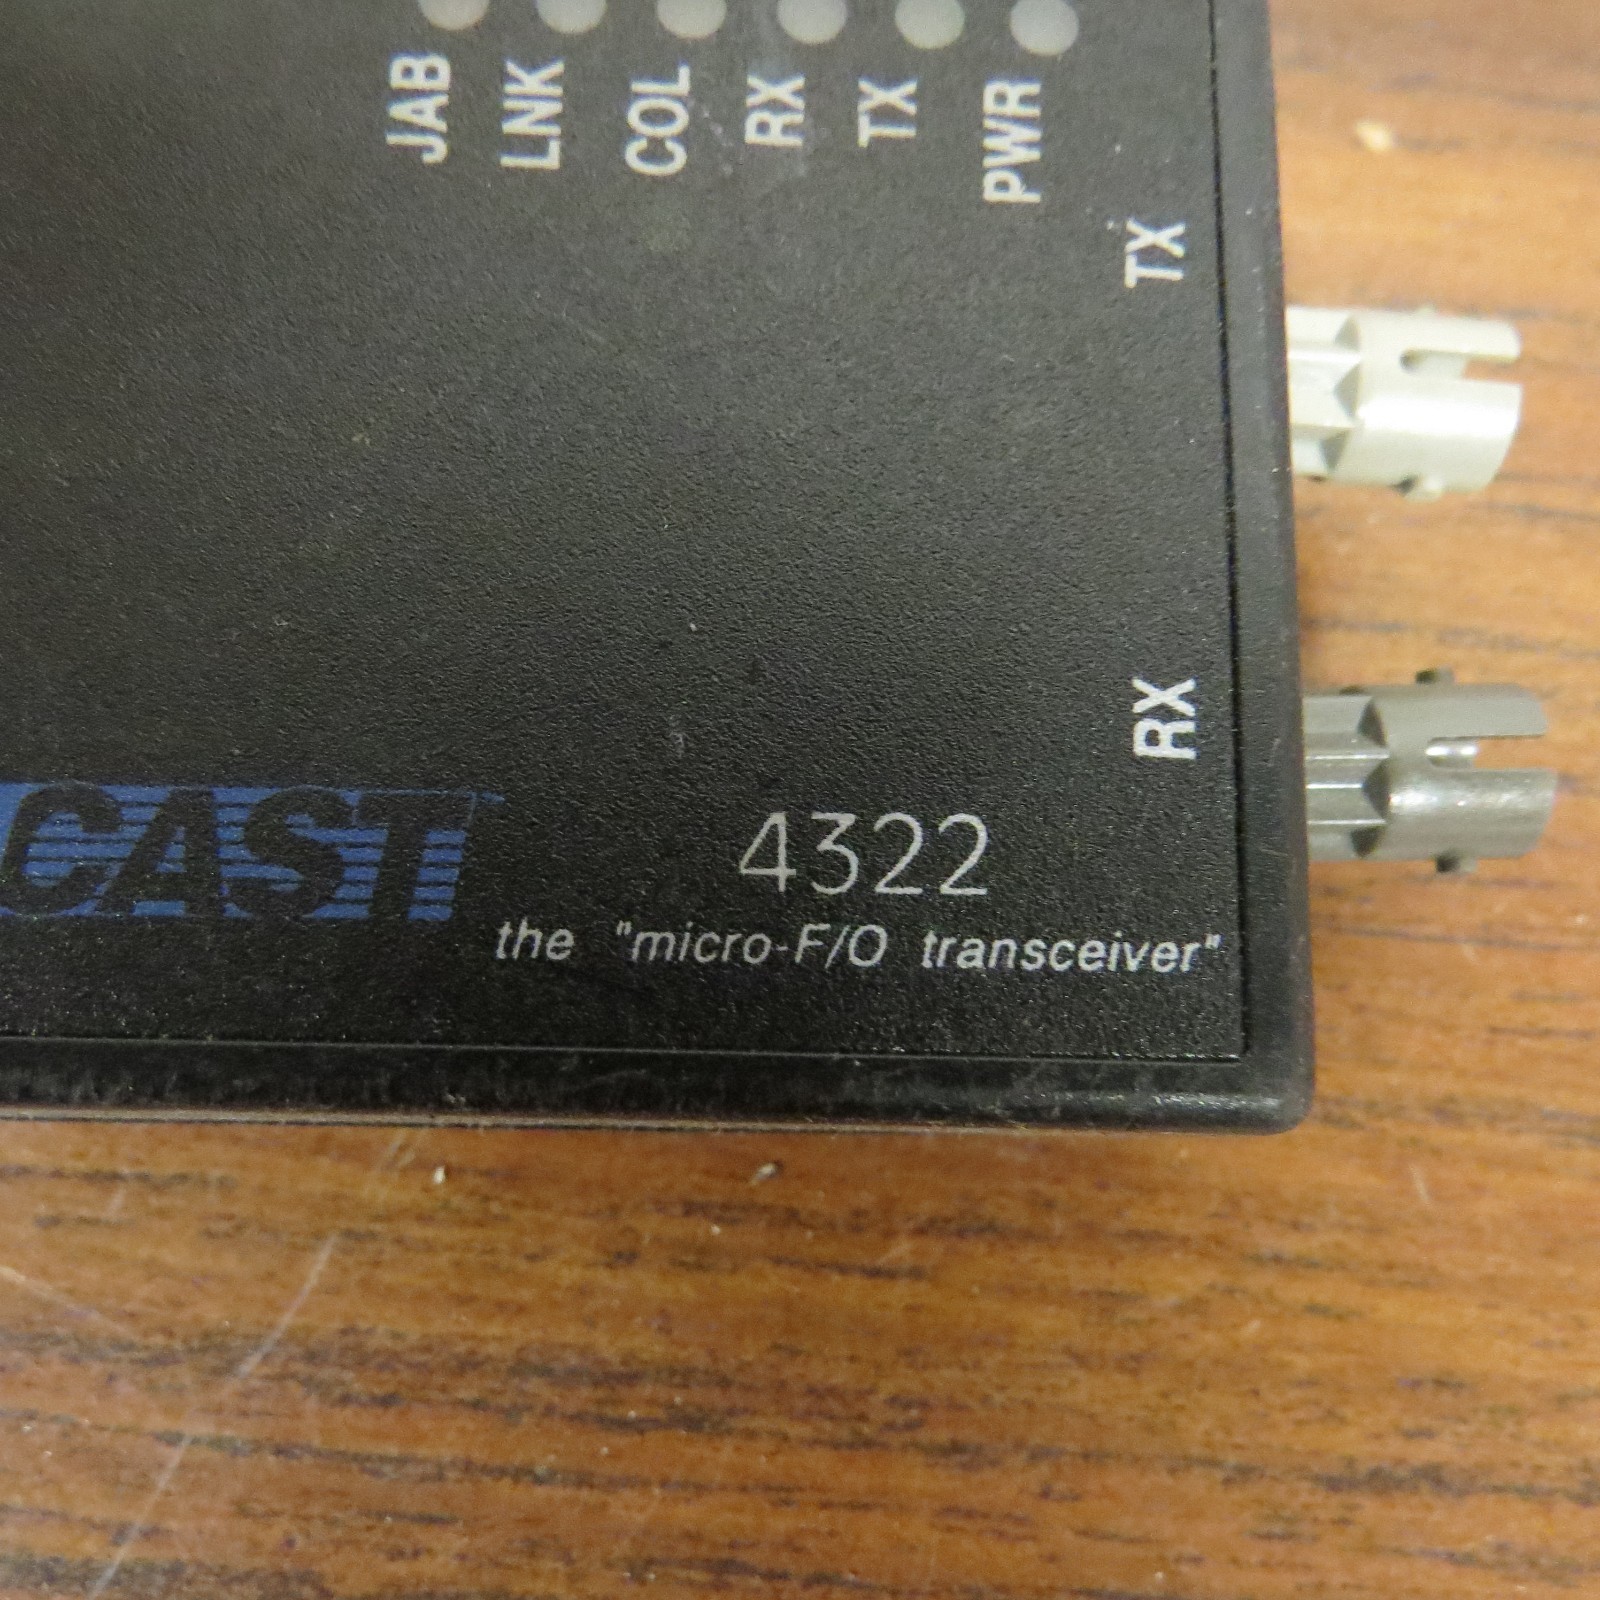 JAB
LNK
COL
RX
TX
PWR
TX
RX
CAST
4322
the "micro-F/O transceiver"